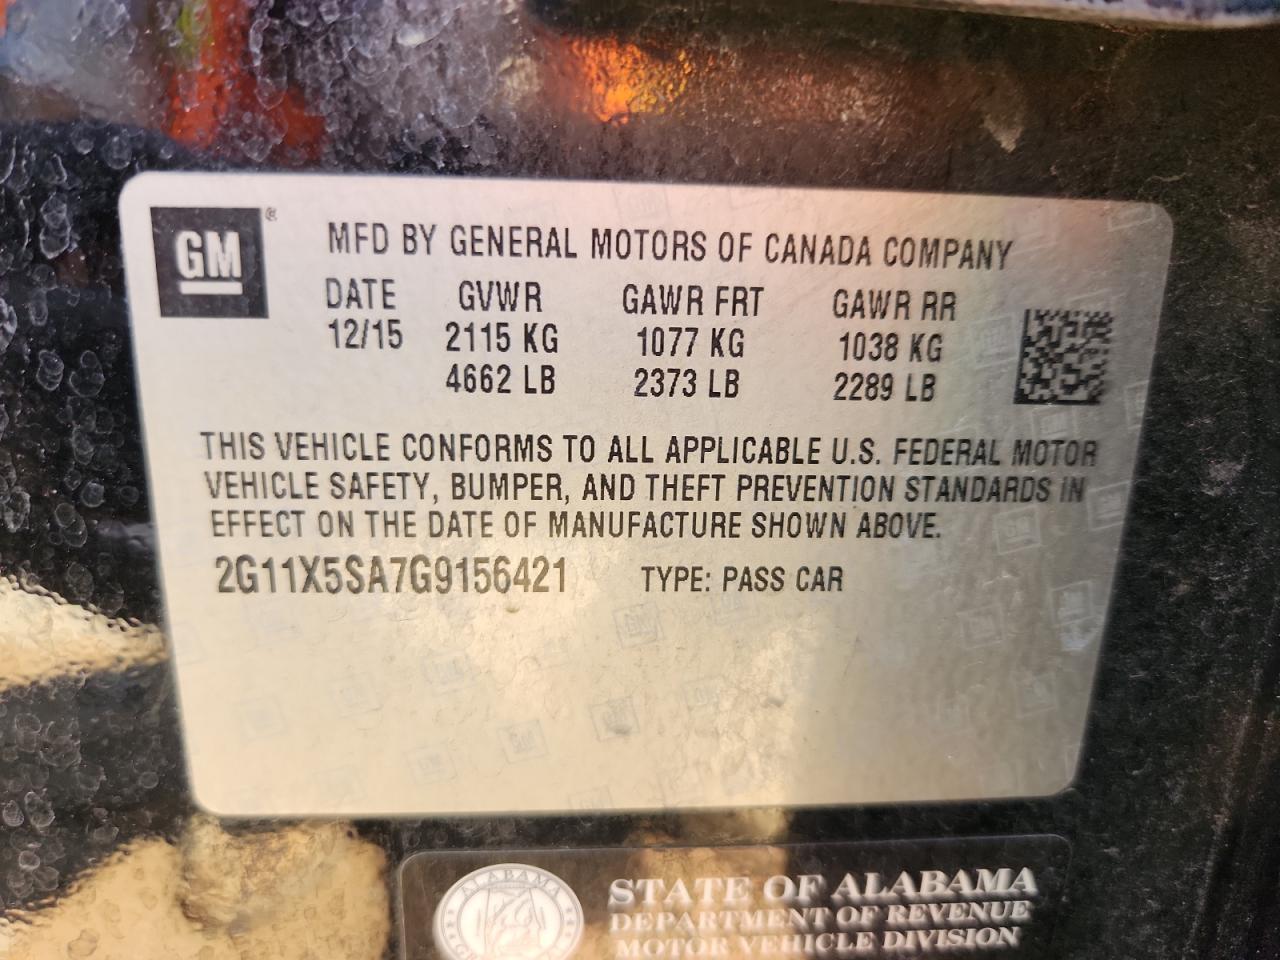 GM®
MFD BY GENERAL MOTORS OF CANADA COMPANY
DATE GVWR GAWR FRT GAWR RR
12/15 2115 KG 1077 KG 1038 KG
4662 LB 2373 LB 2289 LB
THIS VEHICLE CONFORMS TO ALL APPLICABLE U.S. FEDERAL MOTOR
VEHICLE SAFETY, BUMPER, AND THEFT PREVENTION STANDARDS IN
EFFECT ON THE DATE OF MANUFACTURE SHOWN ABOVE.
2G11X5SA7G9156421 TYPE: PASS CAR
ALABAMA
STATE OF ALABAMA
DEPARTMENT OF REVENUE
MOTOR VEHICLE DIVISION